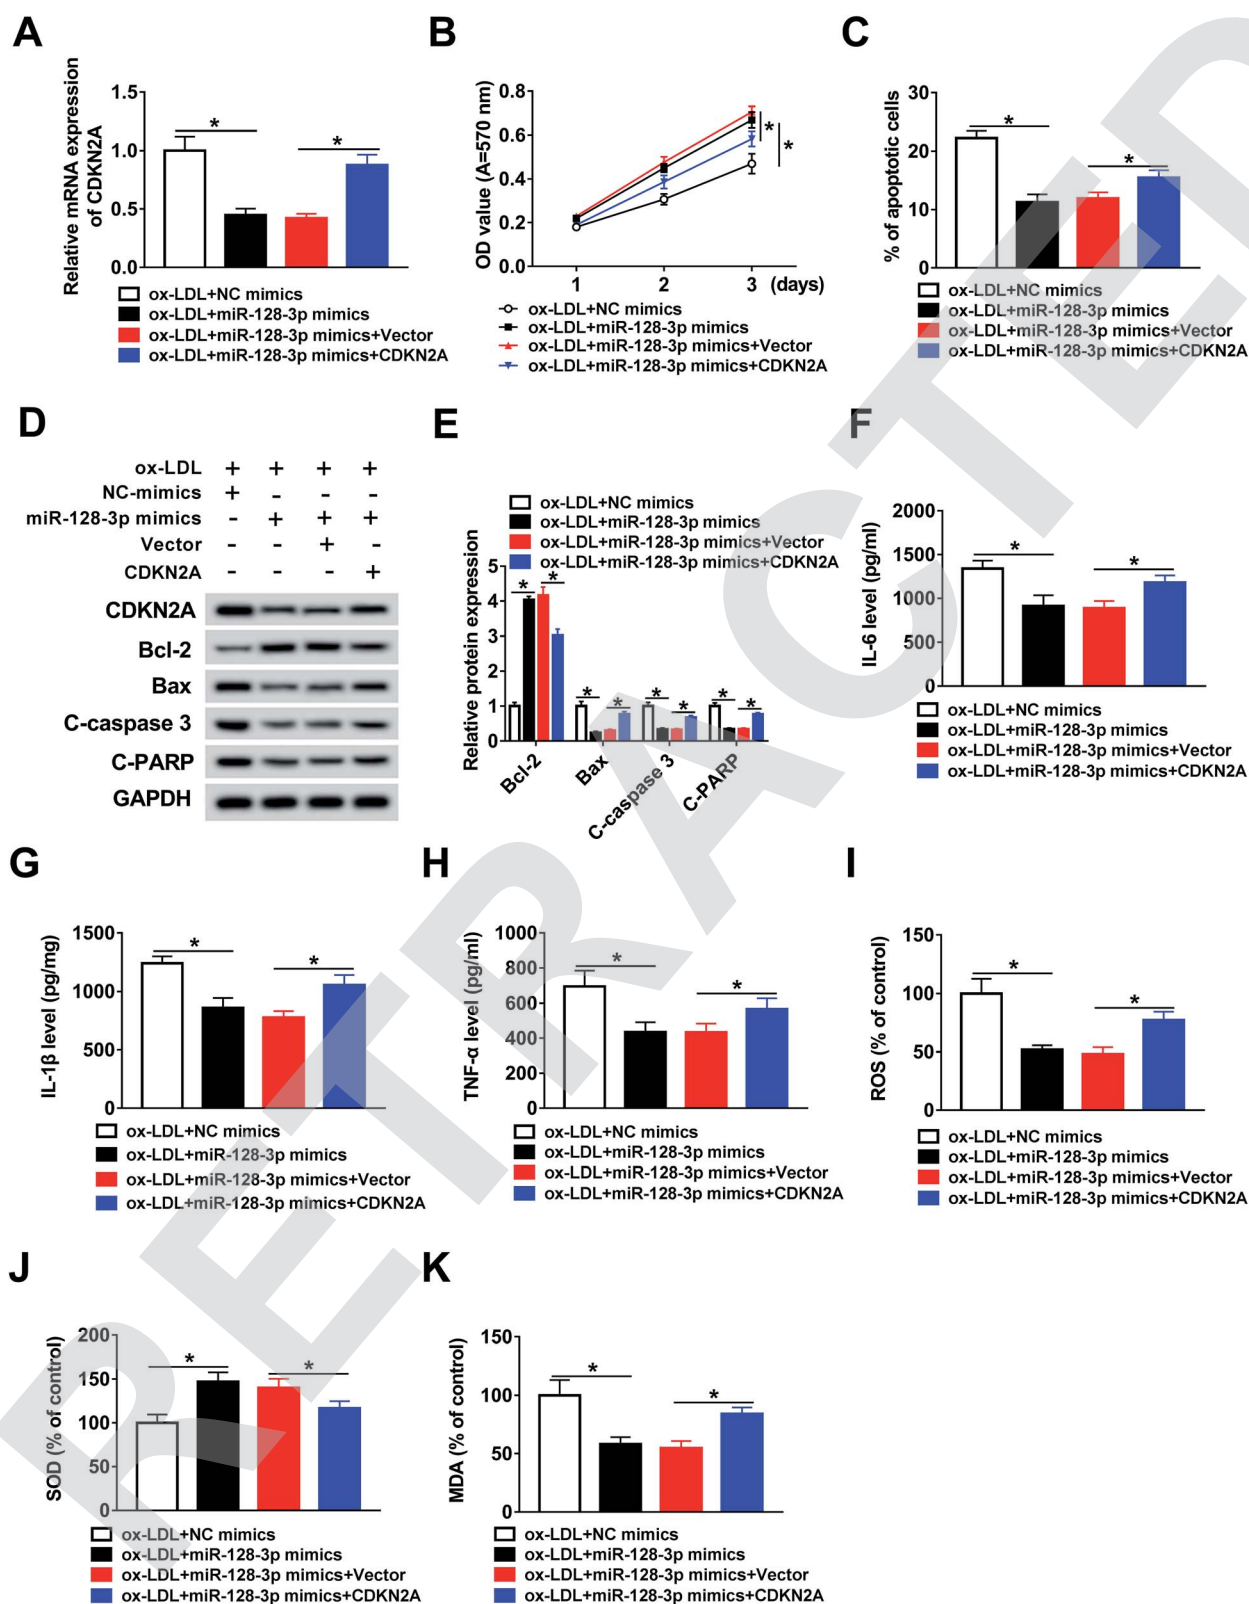 A
Relative mRNA expression
of CDKN2A
1.5
1.0
0.5
0.0
*
*
ox-LDL+NC mimics
ox-LDL+miR-128-3p mimics
ox-LDL+miR-128-3p mimics+Vector
ox-LDL+miR-128-3p mimics+CDKN2A
B
OD value (A=570 nm)
0.8
0.6
0.4
0.2
0.0
*
*
1 2 3 (days)
ox-LDL+NC mimics
ox-LDL+miR-128-3p mimics
ox-LDL+miR-128-3p mimics+Vector
ox-LDL+miR-128-3p mimics+CDKN2A
C
% of apoptotic cells
30
20
10
0
*
*
ox-LDL+NC mimics
ox-LDL+miR-128-3p mimics
ox-LDL+miR-128-3p mimics+Vector
ox-LDL+miR-128-3p mimics+CDKN2A
D
ox-LDL + + + +
NC-mimics + - - -
miR-128-3p mimics - + + +
Vector - - + -
CDKN2A - - - +
CDKN2A
Bcl-2
Bax
C-caspase 3
C-PARP
GAPDH
E
ox-LDL+NC mimics
ox-LDL+miR-128-3p mimics
ox-LDL+miR-128-3p mimics+Vector
ox-LDL+miR-128-3p mimics+CDKN2A
Relative protein expression
5
4
3
2
1
0
* *
* * * * * *
Bcl-2
Bax
C-caspase 3
C-PARP
F
IL-6 level (pg/ml)
2000
1500
1000
500
0
*
*
ox-LDL+NC mimics
ox-LDL+miR-128-3p mimics
ox-LDL+miR-128-3p mimics+Vector
ox-LDL+miR-128-3p mimics+CDKN2A
G
IL-1β level (pg/mg)
1500
1000
500
0
*
*
ox-LDL+NC mimics
ox-LDL+miR-128-3p mimics
ox-LDL+miR-128-3p mimics+Vector
ox-LDL+miR-128-3p mimics+CDKN2A
H
TNF-α level (pg/ml)
1000
800
600
400
200
0
*
*
ox-LDL+NC mimics
ox-LDL+miR-128-3p mimics
ox-LDL+miR-128-3p mimics+Vector
ox-LDL+miR-128-3p mimics+CDKN2A
I
ROS (% of control)
150
100
50
0
*
*
ox-LDL+NC mimics
ox-LDL+miR-128-3p mimics
ox-LDL+miR-128-3p mimics+Vector
ox-LDL+miR-128-3p mimics+CDKN2A
J
SOD (% of control)
200
150
100
50
0
*
*
ox-LDL+NC mimics
ox-LDL+miR-128-3p mimics
ox-LDL+miR-128-3p mimics+Vector
ox-LDL+miR-128-3p mimics+CDKN2A
K
MDA (% of control)
150
100
50
0
*
*
ox-LDL+NC mimics
ox-LDL+miR-128-3p mimics
ox-LDL+miR-128-3p mimics+Vector
ox-LDL+miR-128-3p mimics+CDKN2A
RETRACTED